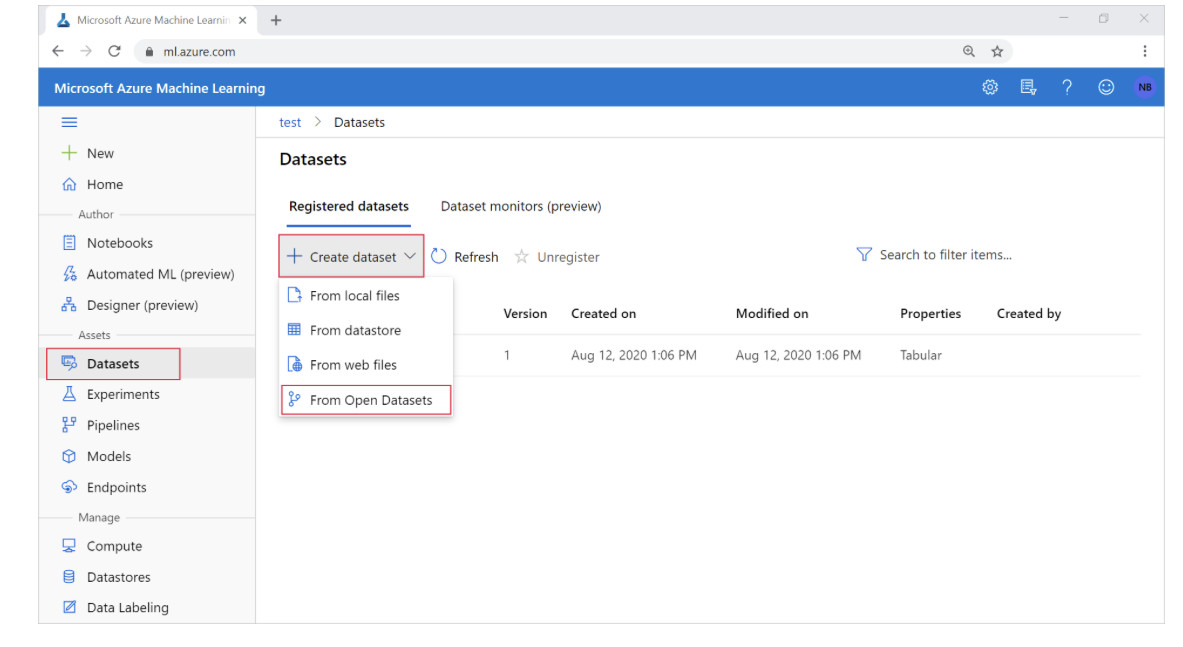 Microsoft Azure Machine Learnin
ml.azure.com
Microsoft Azure Machine Learning
NB
test > Datasets
New
Home
Author
Notebooks
Automated ML (preview)
Designer (preview)
Assets
Datasets
Experiments
Pipelines
Models
Endpoints
Manage
Compute
Datastores
Data Labeling
Datasets
Registered datasets Dataset monitors (preview)
Create dataset Refresh Unregister Search to filter items...
From local files
From datastore
From web files
From Open Datasets
Version Created on Modified on Properties Created by
1 Aug 12, 2020 1:06 PM Aug 12, 2020 1:06 PM Tabular